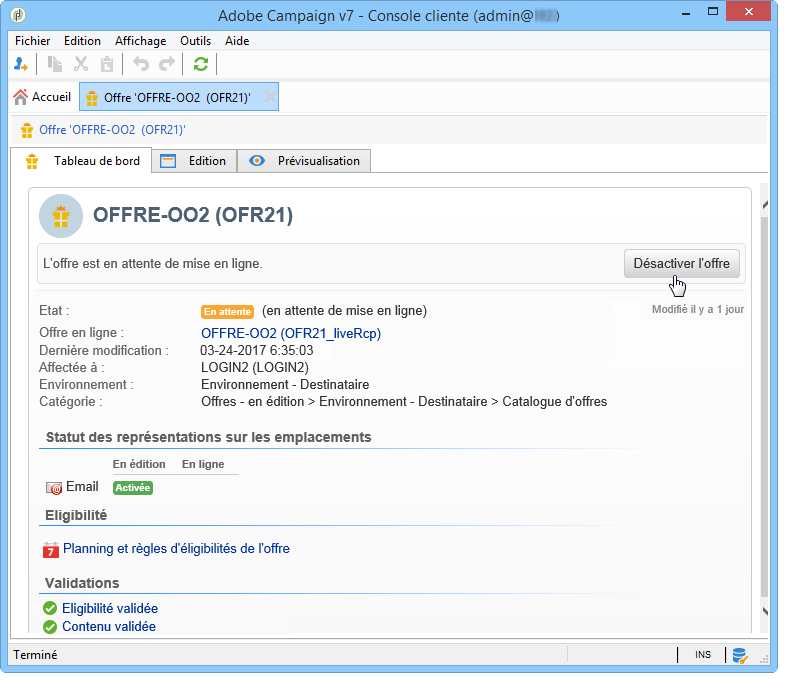 Adobe Campaign v7 - Console cliente (admin@
Fichier Edition Affichage Outils Aide
Accueil Offre 'OFFRE-OO2 (OFR21)'
Offre 'OFFRE-OO2 (OFR21)'
Tableau de bord Edition Prévisualisation
OFFRE-OO2 (OFR21)
L'offre est en attente de mise en ligne. Désactiver l'offre
Etat : En attente (en attente de mise en ligne) Modifié il y a 1 jour
Offre en ligne : OFFRE-OO2 (OFR21_liveRcp)
Dernière modification : 03-24-2017 6:35:03
Affectée à : LOGIN2 (LOGIN2)
Environnement : Environnement - Destinataire
Catégorie : Offres - en édition > Environnement - Destinataire > Catalogue d'offres
Statut des représentations sur les emplacements
En édition En ligne
Email Activée
Eligibilité
7 Planning et règles d'éligibilités de l'offre
Validations
Eligibilité validée
Contenu validée
Terminé INS